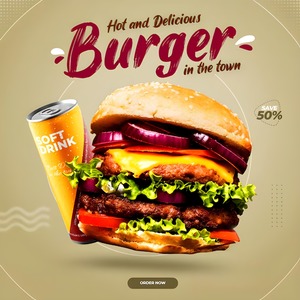 Hot and Delicious
Burger
in the town
SAVE
50%
SOFT
DRINK
ORDER NOW